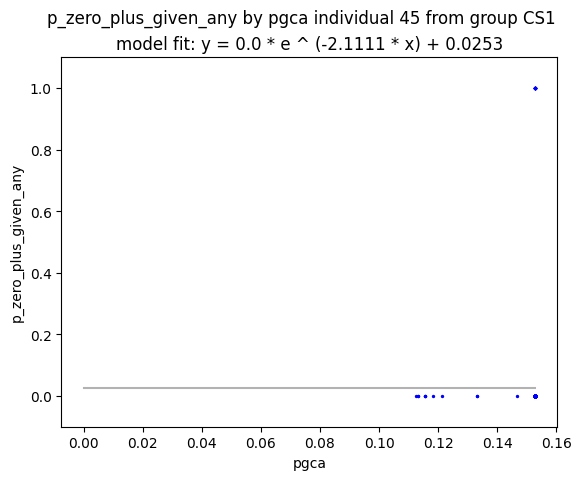 p_zero_plus_given_any by pgca individual 45 from group CS1
model fit: y = 0.0 * e ^ (-2.1111 * x) + 0.0253
1.0
0.8
0.6
0.4
0.2
0.0
p_zero_plus_given_any
0.00 0.02 0.04 0.06 0.08 0.10 0.12 0.14 0.16
pgca